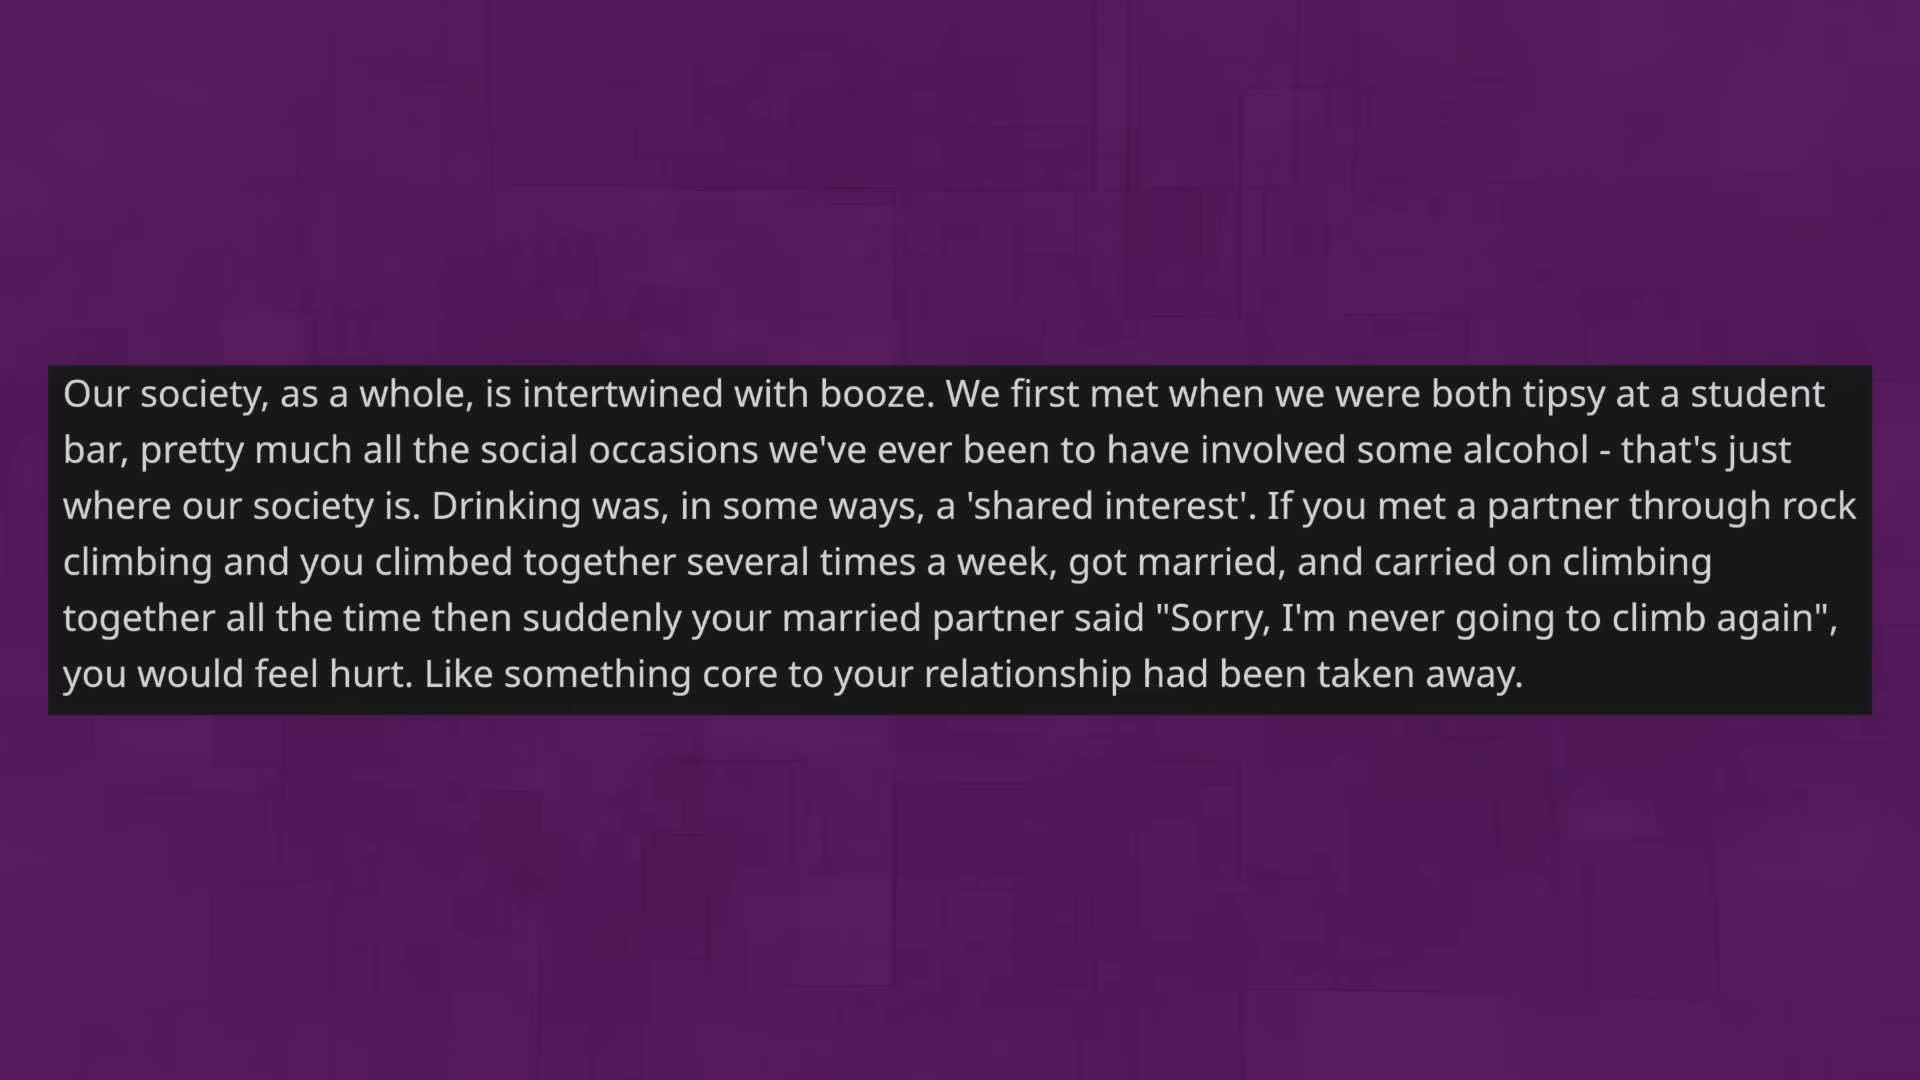 Our society, as a whole, is intertwined with booze. We first met when we were both tipsy at a student
bar, pretty much all the social occasions we've ever been to have involved some alcohol - that's just
where our society is. Drinking was, in some ways, a 'shared interest'. If you met a partner through rock
climbing and you climbed together several times a week, got married, and carried on climbing
together all the time then suddenly your married partner said "Sorry, I'm never going to climb again",
you would feel hurt. Like something core to your relationship had been taken away.